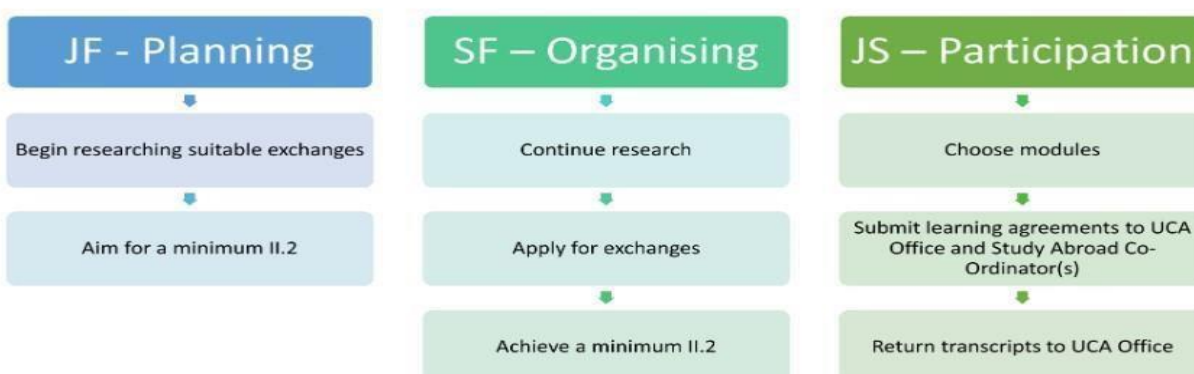 JF - Planning
Begin researching suitable exchanges
Aim for a minimum II.2
SF – Organising
Continue research
Apply for exchanges
Achieve a minimum II.2
JS – Participation
Choose modules
Submit learning agreements to UCA
Office and Study Abroad Co-
Ordinator(s)
Return transcripts to UCA Office